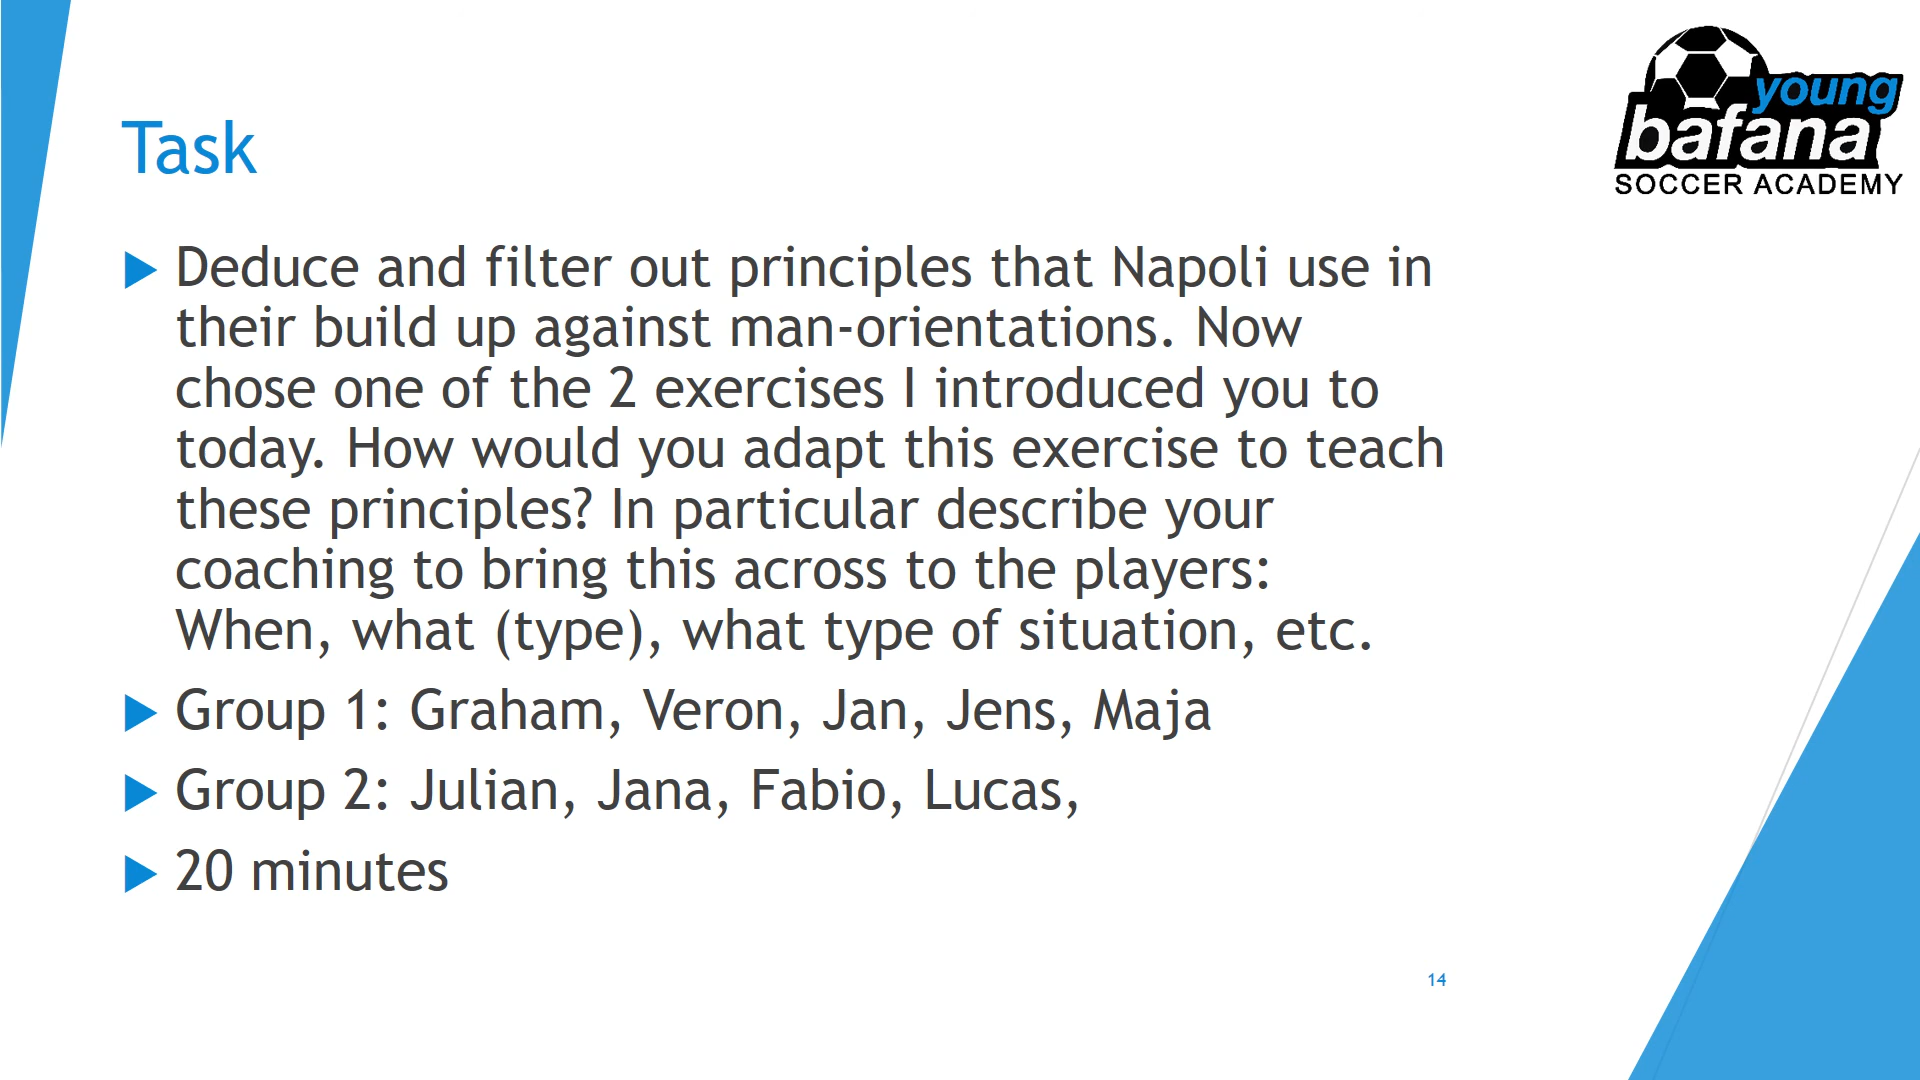 young
bafana
SOCCER ACADEMY
Task
Deduce and filter out principles that Napoli use in
their build up against man-orientations. Now
chose one of the 2 exercises I introduced you to
today. How would you adapt this exercise to teach
these principles? In particular describe your
coaching to bring this across to the players:
When, what (type), what type of situation, etc.
Group 1: Graham, Veron, Jan, Jens, Maja
Group 2: Julian, Jana, Fabio, Lucas,
20 minutes
14